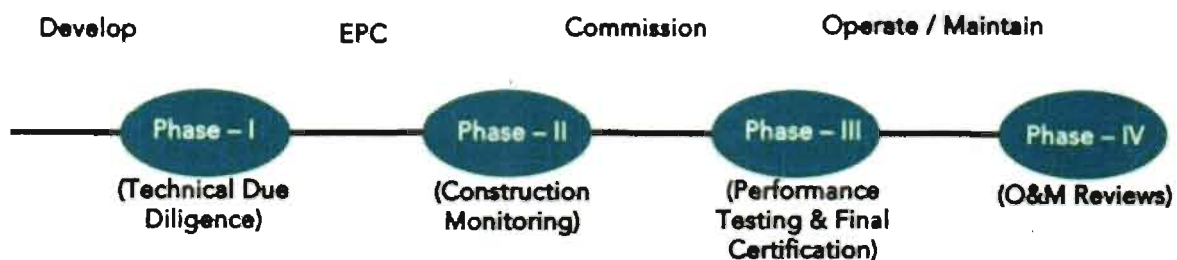 Develop
EPC
Commission
Operate / Maintain
Phase – I
Phase – II
Phase – III
Phase – IV
(Technical Due
Diligence)
(Construction
Monitoring)
(Performance
Testing & Final
Certification)
(O&M Reviews)